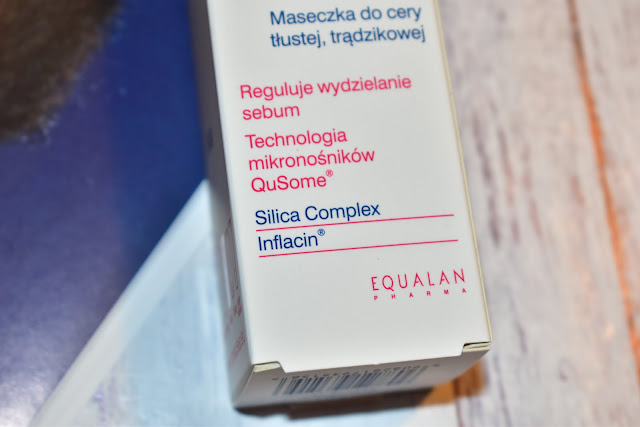 Maseczka do cery
tłustej, trądzikowej
Reguluje wydzielanie
sebum
Technologia
mikronośników
QuSome®
Silica Complex
Inflacin®
EQUALAN
PHARMA